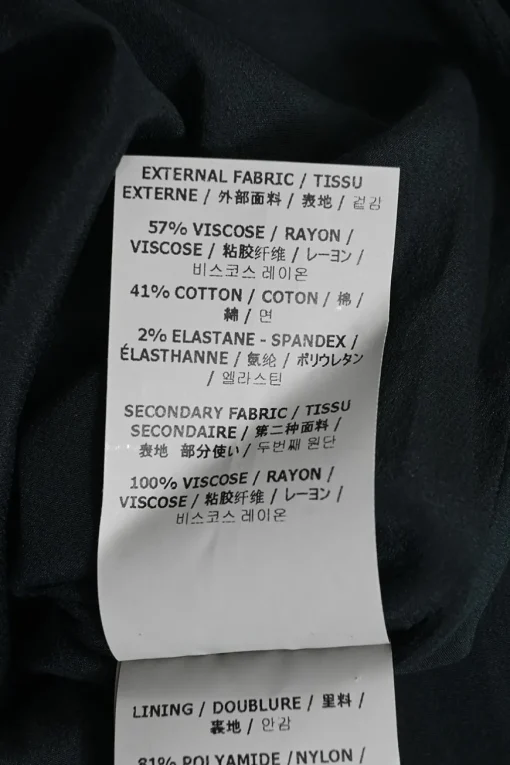 EXTERNAL FABRIC / TISSU
EXTERNE / 外部面料 / 表地 / 겉감
57% VISCOSE / RAYON /
VISCOSE / 粘胶纤维 / レーヨン /
비스코스 레이온
41% COTTON / COTON / 棉 /
綿 / 면
2% ELASTANE - SPANDEX /
ÉLASTHANNE / 氨纶 / ポリウレタン
/ 엘라스틴
SECONDARY FABRIC / TISSU
SECONDAIRE / 第二种面料 /
表地 部分使い / 두번째 원단
100% VISCOSE / RAYON /
VISCOSE / 粘胶纤维 / レーヨン /
비스코스 레이온
LINING / DOUBLURE / 里料 /
裏地 / 안감
81% POLYAMIDE / NYLON /